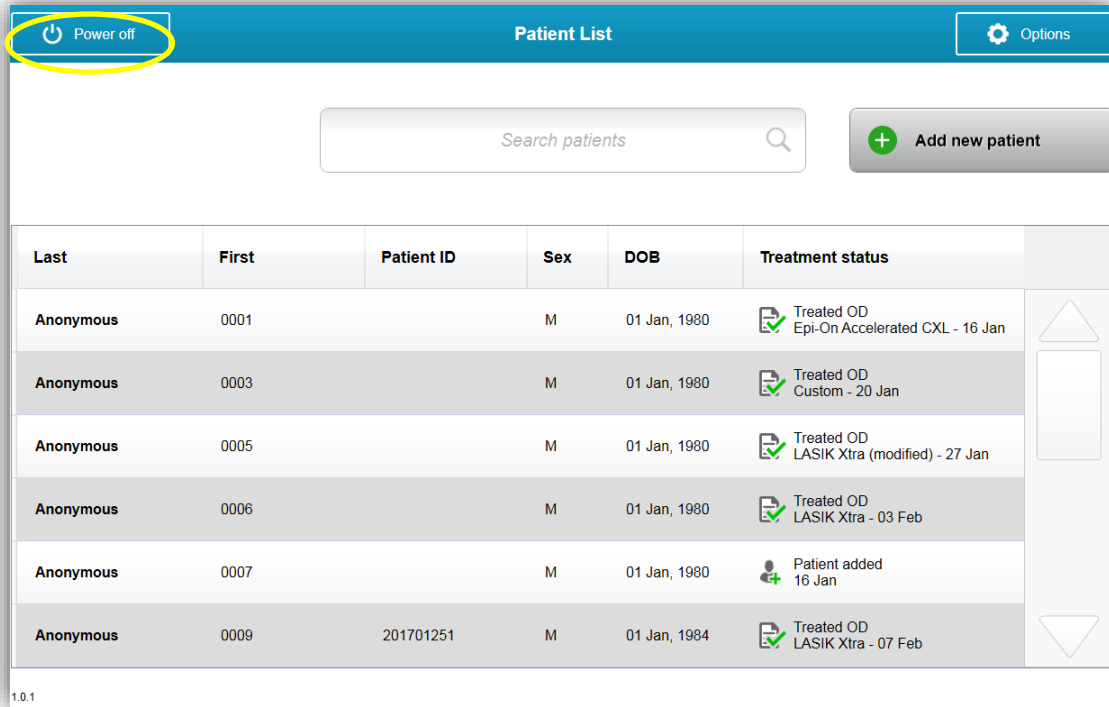 Power off
Patient List
Options
Search patients
Add new patient
Last First Patient ID Sex DOB Treatment status
Anonymous 0001 M 01 Jan, 1980 Treated OD
Epi-On Accelerated CXL - 16 Jan
Anonymous 0003 M 01 Jan, 1980 Treated OD
Custom - 20 Jan
Anonymous 0005 M 01 Jan, 1980 Treated OD
LASIK Xtra (modified) - 27 Jan
Anonymous 0006 M 01 Jan, 1980 Treated OD
LASIK Xtra - 03 Feb
Anonymous 0007 M 01 Jan, 1980 Patient added
16 Jan
Anonymous 0009 201701251 M 01 Jan, 1984 Treated OD
LASIK Xtra - 07 Feb
1.0.1